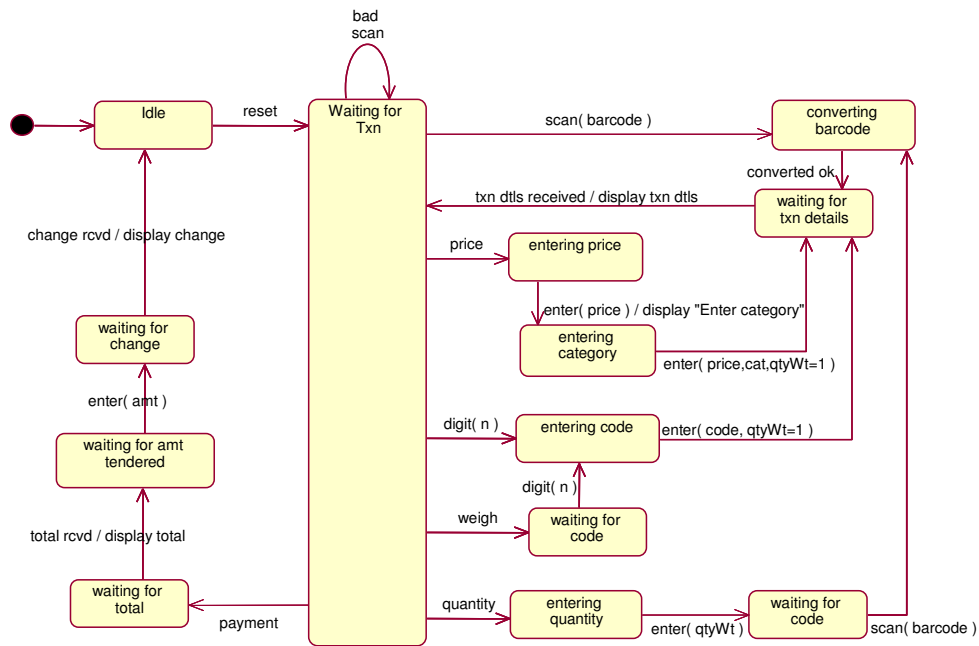 bad
scan
Idle
reset
Waiting for
Txn
scan( barcode )
converting
barcode
converted ok
txn dtls received / display txn dtls
waiting for
txn details
change rcvd / display change
price
entering price
enter( price ) / display "Enter category"
waiting for
change
entering
category
enter( price,cat,qtyWt=1 )
enter( amt )
digit( n )
entering code
enter( code, qtyWt=1 )
waiting for amt
tendered
digit( n )
weigh
waiting for
code
total rcvd / display total
waiting for
total
payment
quantity
entering
quantity
enter( qtyWt )
waiting for
code
scan( barcode )